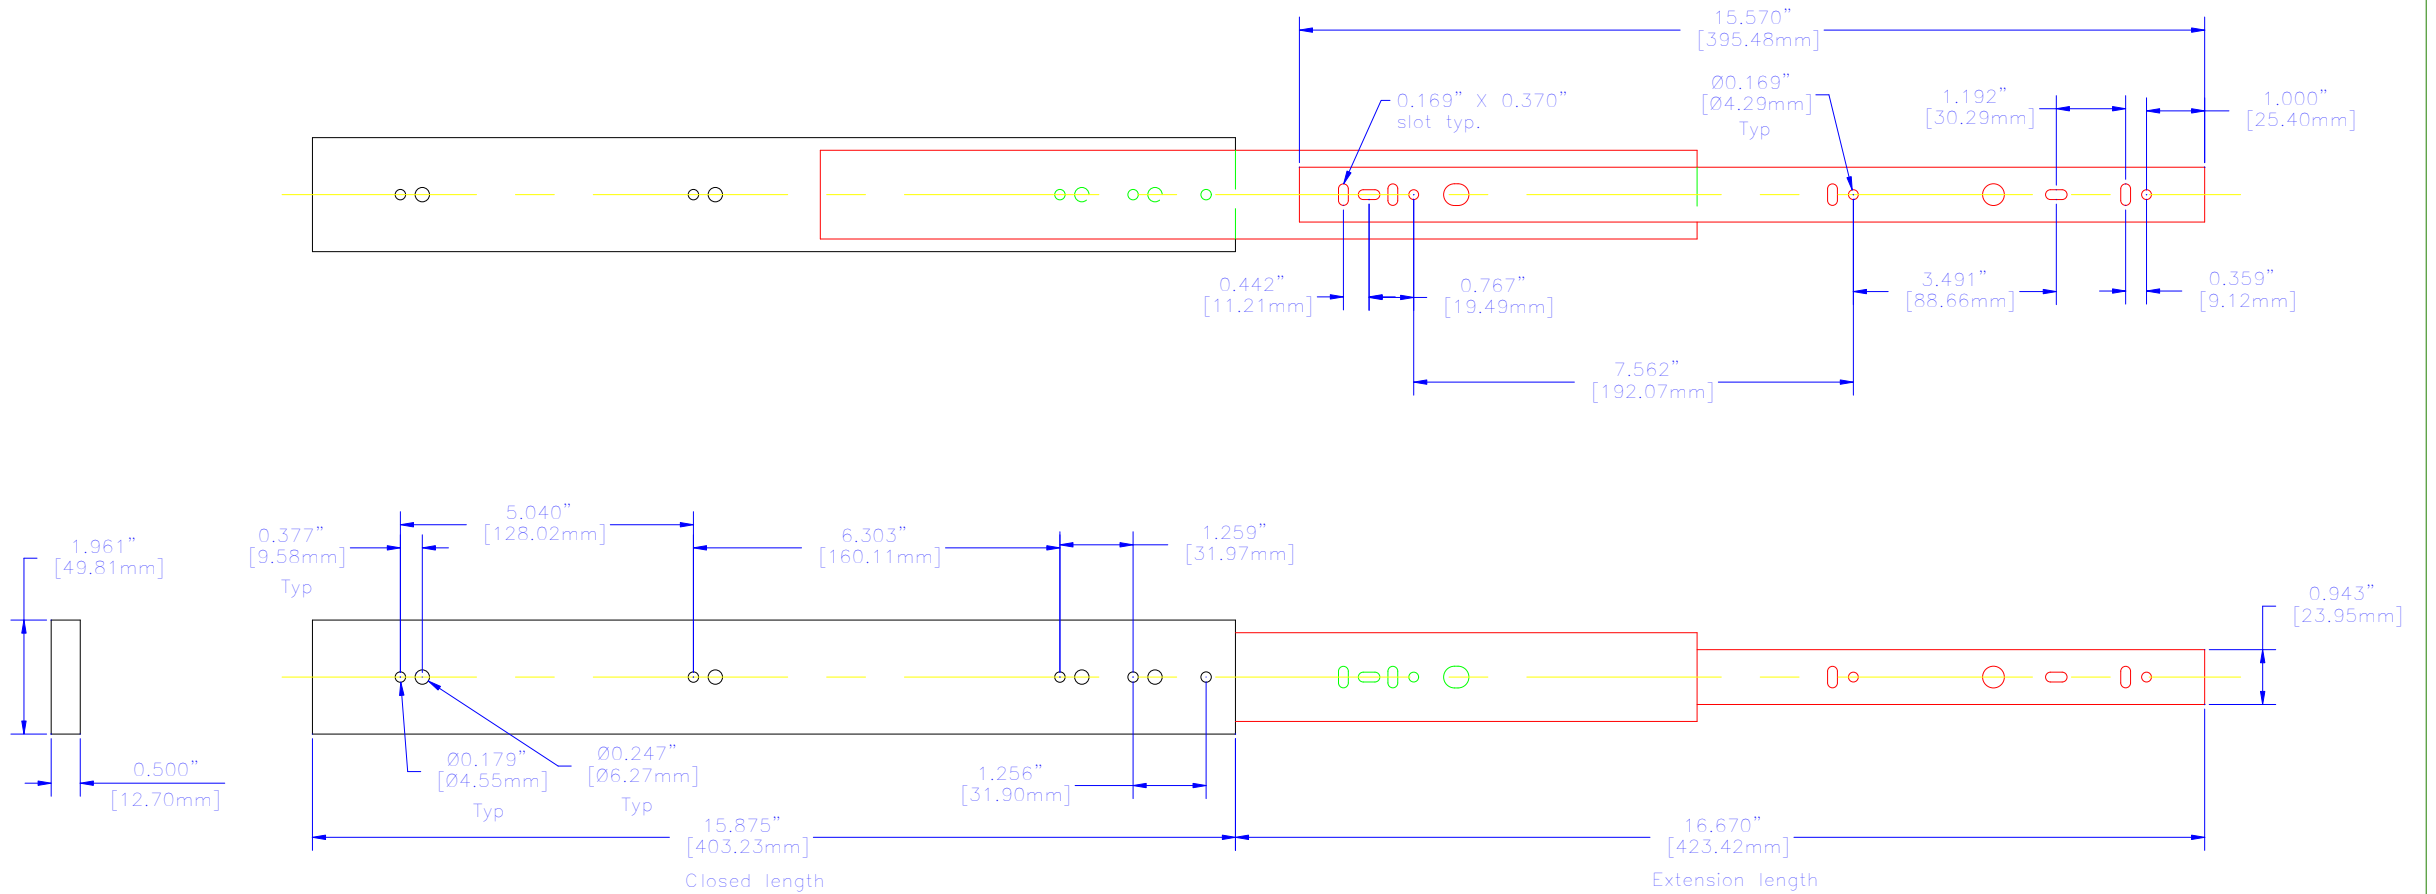 15.570”
[395.48mm]
0.169” X 0.370”
slot typ.
Ø0.169”
[Ø4.29mm]
Typ
1.192”
[30.29mm]
1.000”
[25.40mm]
0.442”
[11.21mm]
0.767”
[19.49mm]
3.491”
[88.66mm]
0.359”
[9.12mm]
7.562”
[192.07mm]
1.961”
[49.81mm]
0.377”
[9.58mm]
Typ
5.040”
[128.02mm]
6.303”
[160.11mm]
1.259”
[31.97mm]
0.943”
[23.95mm]
0.500”
[12.70mm]
Ø0.179”
[Ø4.55mm]
Typ
Ø0.247”
[Ø6.27mm]
Typ
1.256”
[31.90mm]
15.875”
[403.23mm]
Closed length
16.670”
[423.42mm]
Extension length